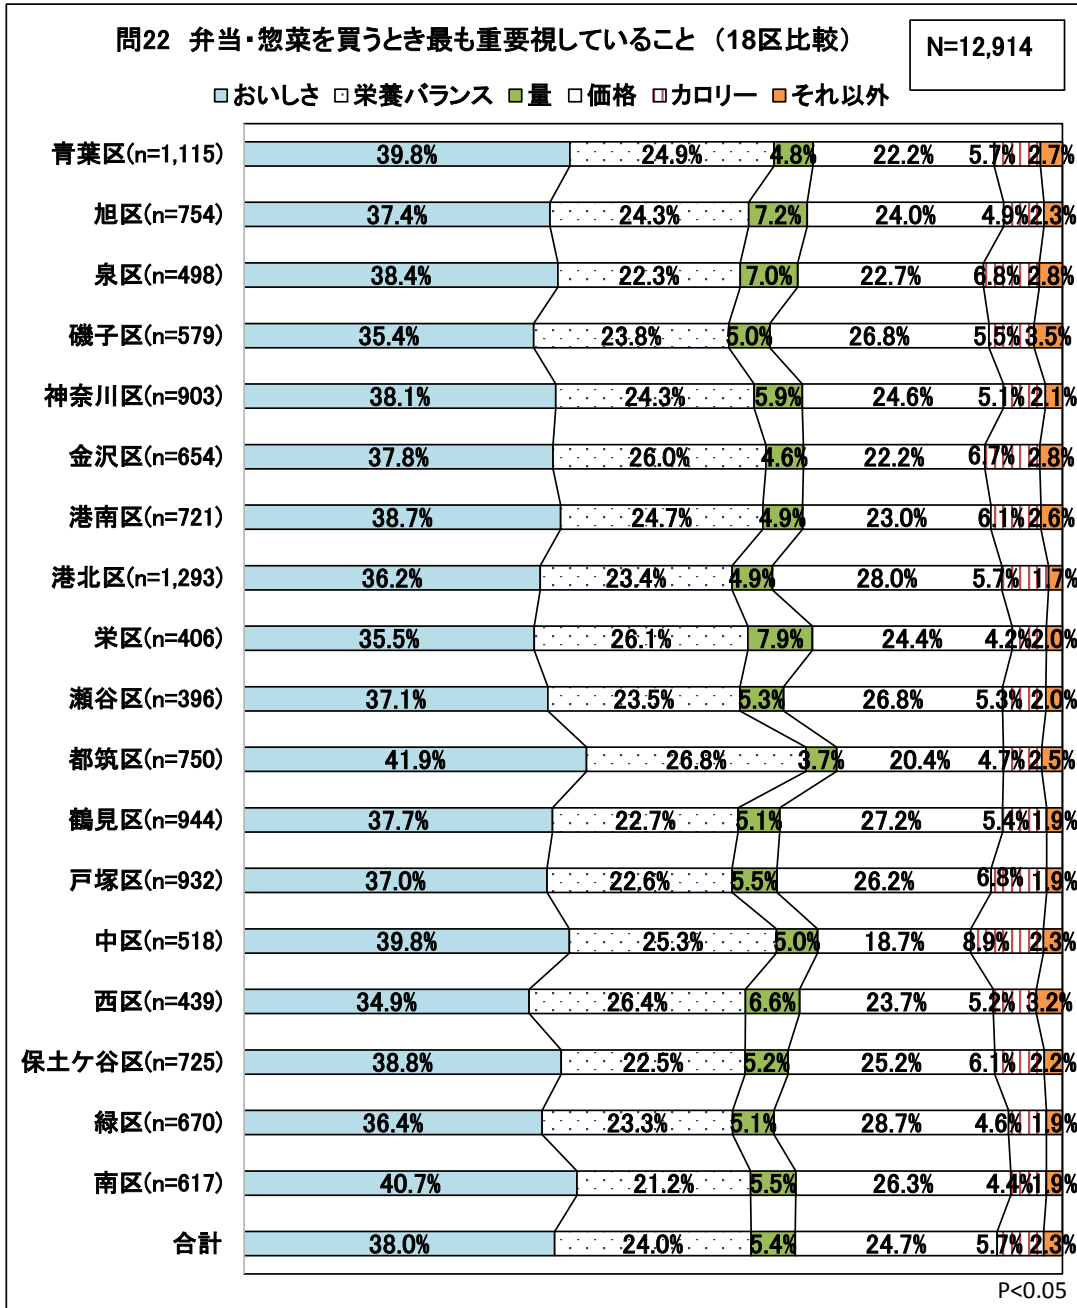 問22 弁当・惣菜を買うとき最も重要視していること （18区比較）
N=12,914
おいしさ 栄養バランス 量 価格 カロリー それ以外
青葉区(n=1,115) 39.8% 24.9% 4.8% 22.2% 5.7% 2.7%
旭区(n=754) 37.4% 24.3% 7.2% 24.0% 4.9% 2.3%
泉区(n=498) 38.4% 22.3% 7.0% 22.7% 6.8% 2.8%
磯子区(n=579) 35.4% 23.8% 5.0% 26.8% 5.5% 3.5%
神奈川区(n=903) 38.1% 24.3% 5.9% 24.6% 5.1% 2.1%
金沢区(n=654) 37.8% 26.0% 4.6% 22.2% 6.7% 2.8%
港南区(n=721) 38.7% 24.7% 4.9% 23.0% 6.1% 2.6%
港北区(n=1,293) 36.2% 23.4% 4.9% 28.0% 5.7% 1.7%
栄区(n=406) 35.5% 26.1% 7.9% 24.4% 4.2% 2.0%
瀬谷区(n=396) 37.1% 23.5% 5.3% 26.8% 5.3% 2.0%
都筑区(n=750) 41.9% 26.8% 3.7% 20.4% 4.7% 2.5%
鶴見区(n=944) 37.7% 22.7% 5.1% 27.2% 5.4% 1.9%
戸塚区(n=932) 37.0% 22.6% 5.5% 26.2% 6.8% 1.9%
中区(n=518) 39.8% 25.3% 5.0% 18.7% 8.9% 2.3%
西区(n=439) 34.9% 26.4% 6.6% 23.7% 5.2% 3.2%
保土ケ谷区(n=725) 38.8% 22.5% 5.2% 25.2% 6.1% 2.2%
緑区(n=670) 36.4% 23.3% 5.1% 28.7% 4.6% 1.9%
南区(n=617) 40.7% 21.2% 5.5% 26.3% 4.4% 1.9%
合計 38.0% 24.0% 5.4% 24.7% 5.7% 2.3%
P<0.05